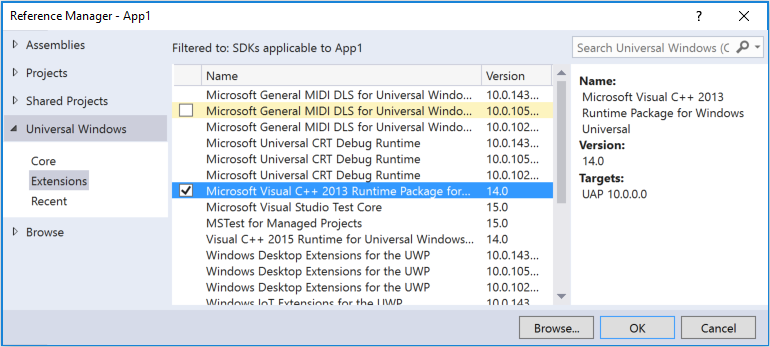 Reference Manager - App1
Assemblies
Projects
Shared Projects
Universal Windows
Core
Extensions
Recent
Browse
Filtered to: SDKs applicable to App1
Name Version
Microsoft General MIDI DLS for Universal Windo... 10.0.143...
Microsoft General MIDI DLS for Universal Windo... 10.0.105...
Microsoft General MIDI DLS for Universal Windo... 10.0.102...
Microsoft Universal CRT Debug Runtime 10.0.143...
Microsoft Universal CRT Debug Runtime 10.0.105...
Microsoft Universal CRT Debug Runtime 10.0.102...
Microsoft Visual C++ 2013 Runtime Package for... 14.0
Microsoft Visual Studio Test Core 15.0
MSTest for Managed Projects 15.0
Visual C++ 2015 Runtime for Universal Windows... 14.0
Windows Desktop Extensions for the UWP 10.0.143...
Windows Desktop Extensions for the UWP 10.0.105...
Windows Desktop Extensions for the UWP 10.0.102...
Windows IoT Extensions for the UWP 10.0.143
Search Universal Windows (C
Name:
Microsoft Visual C++ 2013
Runtime Package for Windows
Universal
Version:
14.0
Targets:
UAP 10.0.0.0
Browse...
OK
Cancel